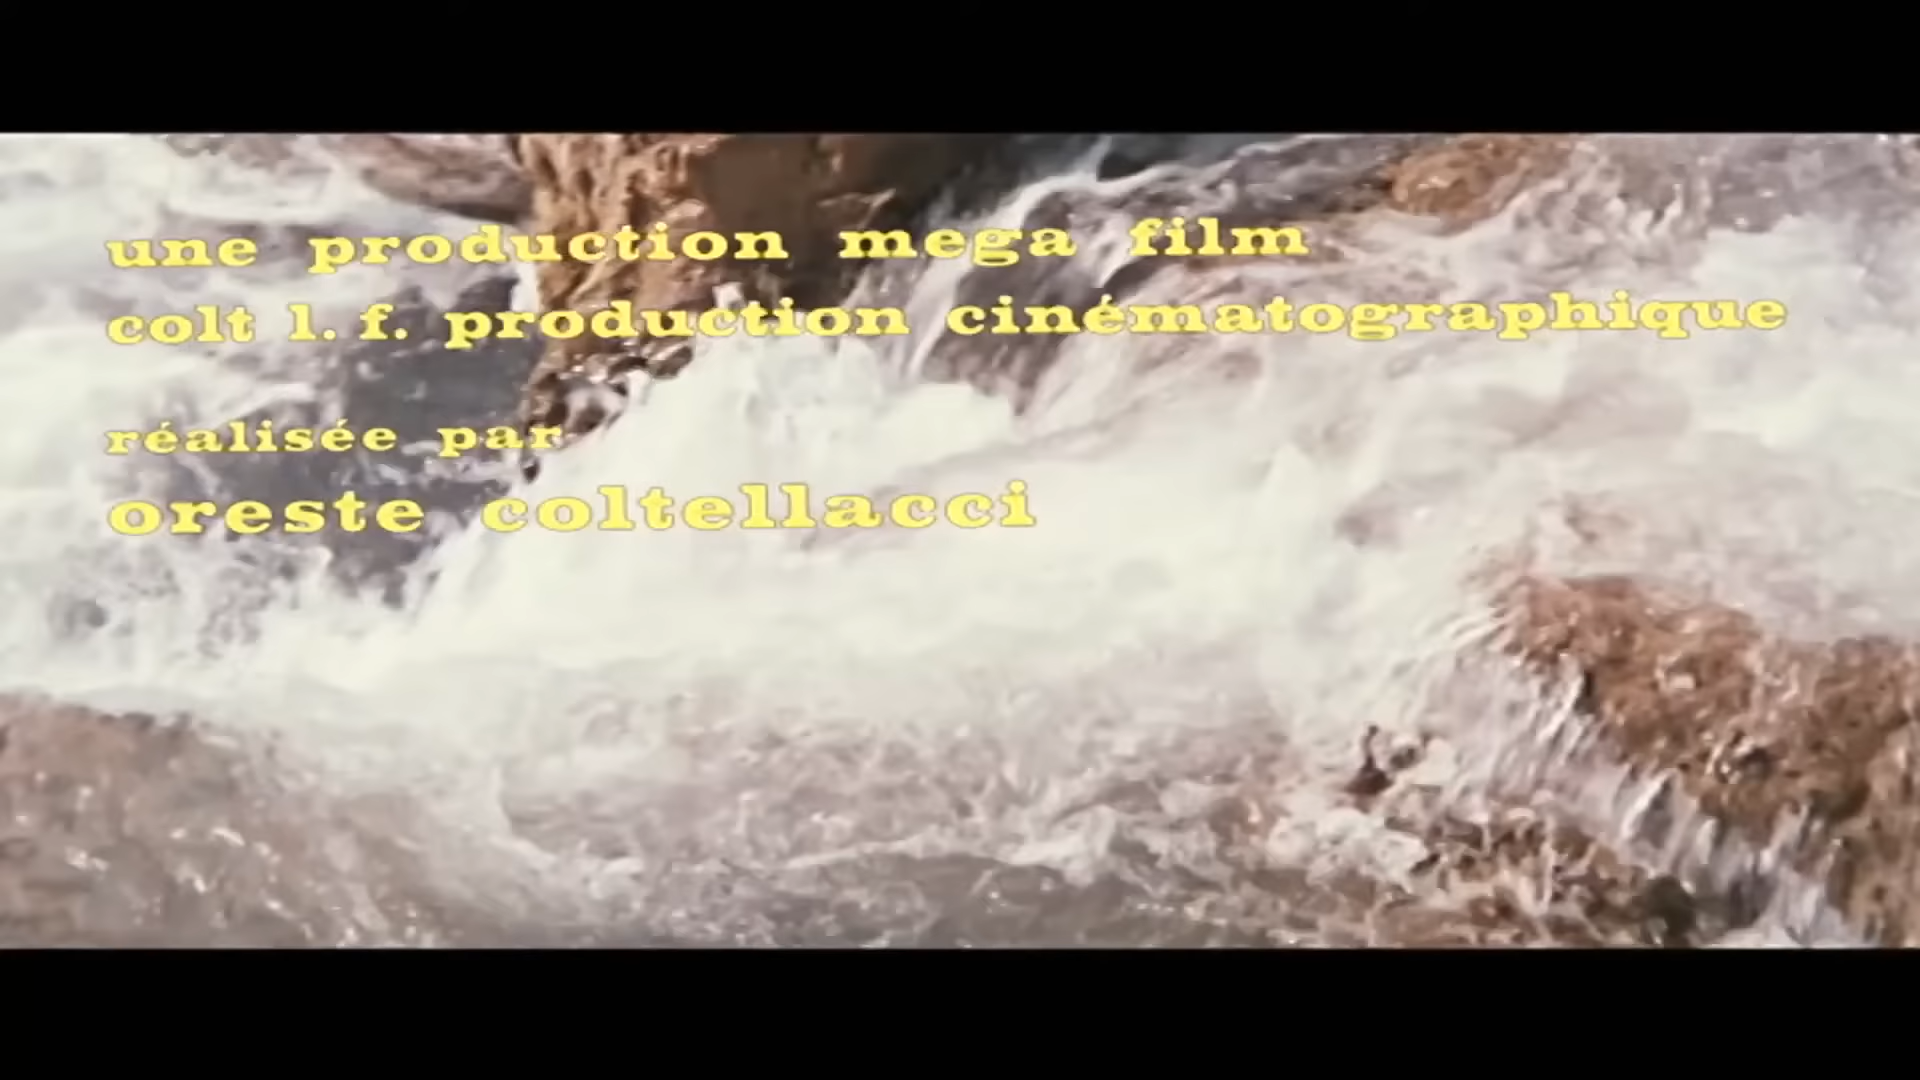 une production mega film
colt l. f. production cinématographique
réalisée par
oreste coltellacci